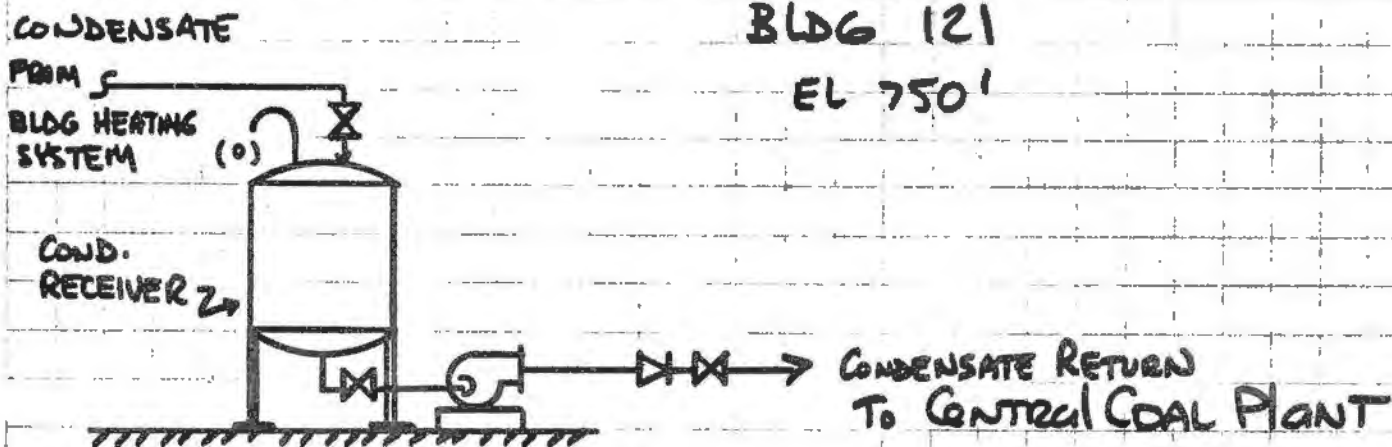 CONDENSATE
FROM
BLDG HEATING
SYSTEM
(0)
BLDG 121
EL 750'
COND.
RECEIVER
CONDENSATE RETURN
To CENTRAl COAL PlANT